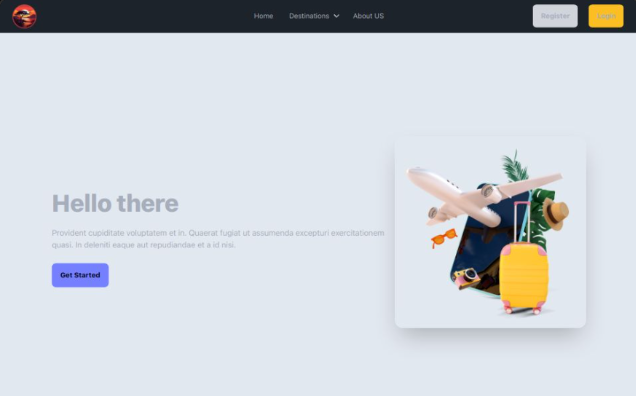 Home
Destinations
About US
Register
Login
Hello there
Provident cupiditate voluptatem et in. Quaerat fugiat ut assumenda excepturi exercitationem
quasi. In deleniti eaque aut repudiandae et a id nisi.
Get Started